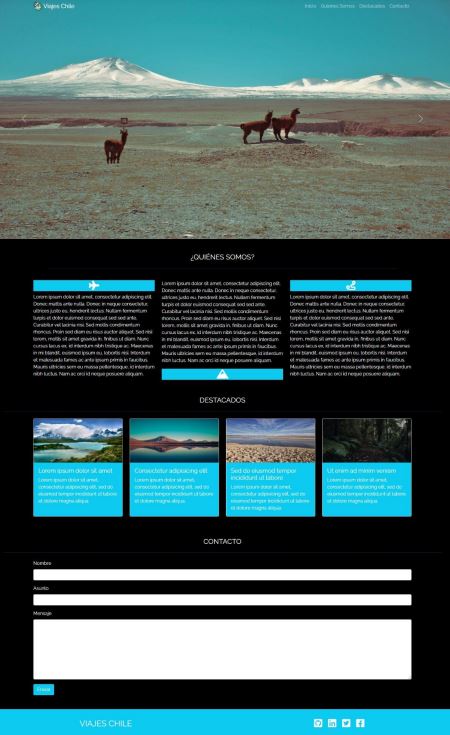 Viajes Chile
Inicio Quiénes Somos Destacados Contacto
¿QUIÉNES SOMOS?
Lorem ipsum dolor sit amet, consectetur adipiscing elit.
Donec mattis ante nulla. Donec in neque consectetur,
ultrices justo eu, hendrerit lectus. Nullam fermentum
turpis et dolor euismod consequat sed sed ante.
Curabitur vel lacinia nisi. Sed mollis condimentum
rhoncus. Proin sed diam eu risus auctor aliquet. Sed nisi
lorem, mollis sit amet gravida in, finibus ut diam. Nunc
cursus lacus ex, id interdum nibh tristique ac. Maecenas
in mi blandit, euismod ipsum eu, lobortis nisl. Interdum
et malesuada fames ac ante ipsum primis in faucibus.
Mauris ultricies sem eu massa pellentesque, id interdum
nibh luctus. Nam ac orci id neque posuere aliquam.
Lorem ipsum dolor sit amet, consectetur adipiscing elit.
Donec mattis ante nulla. Donec in neque consectetur,
ultrices justo eu, hendrerit lectus. Nullam fermentum
turpis et dolor euismod consequat sed sed ante.
Curabitur vel lacinia nisi. Sed mollis condimentum
rhoncus. Proin sed diam eu risus auctor aliquet. Sed nisi
lorem, mollis sit amet gravida in, finibus ut diam. Nunc
cursus lacus ex, id interdum nibh tristique ac. Maecenas
in mi blandit, euismod ipsum eu, lobortis nisl. Interdum
et malesuada fames ac ante ipsum primis in faucibus.
Mauris ultricies sem eu massa pellentesque, id interdum
nibh luctus. Nam ac orci id neque posuere aliquam.
Lorem ipsum dolor sit amet, consectetur adipiscing elit.
Donec mattis ante nulla. Donec in neque consectetur,
ultrices justo eu, hendrerit lectus. Nullam fermentum
turpis et dolor euismod consequat sed sed ante.
Curabitur vel lacinia nisi. Sed mollis condimentum
rhoncus. Proin sed diam eu risus auctor aliquet. Sed nisi
lorem, mollis sit amet gravida in, finibus ut diam. Nunc
cursus lacus ex, id interdum nibh tristique ac. Maecenas
in mi blandit, euismod ipsum eu, lobortis nisl. Interdum
et malesuada fames ac ante ipsum primis in faucibus.
Mauris ultricies sem eu massa pellentesque, id interdum
nibh luctus. Nam ac orci id neque posuere aliquam.
DESTACADOS
Lorem ipsum dolor sit amet
Lorem ipsum dolor sit amet,
consectetur adipisicing elit, sed do
eiusmod tempor incididunt ut labore
et dolore magna aliqua.
Consectetur adipisicing elit
Lorem ipsum dolor sit amet,
consectetur adipisicing elit, sed do
eiusmod tempor incididunt ut labore
et dolore magna aliqua.
Sed do eiusmod tempor
incididunt ut labore
Lorem ipsum dolor sit amet,
consectetur adipisicing elit, sed do
eiusmod tempor incididunt ut labore
et dolore magna aliqua.
Ut enim ad minim veniam
Lorem ipsum dolor sit amet,
consectetur adipisicing elit, sed do
eiusmod tempor incididunt ut labore
et dolore magna aliqua.
CONTACTO
Nombre
Asunto
Mensaje
Enviar
VIAJES CHILE